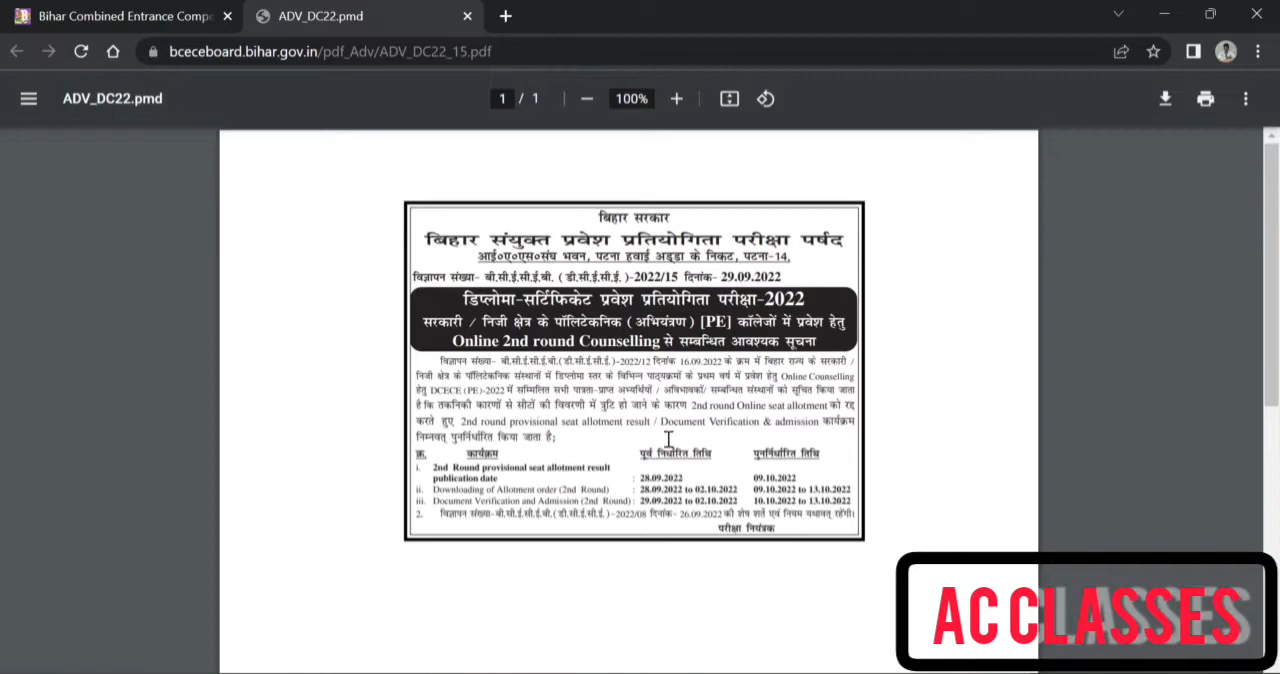 Bihar Combined Entrance Compe
ADV_DC22.pmd
bceceboard.bihar.gov.in/pdf_Adv/ADV_DC22_15.pdf
ADV_DC22.pmd
1 / 1
100%
बिहार सरकार
बिहार संयुक्त प्रवेश प्रतियोगिता परीक्षा पर्षद
आई०ए०एस०संघ भवन, पटना हवाई अड्डा के निकट, पटना-14,
विज्ञापन संख्या- बी.सी.ई.सी.ई.बी. ( डी.सी.ई.सी.ई. )-2022/15 दिनांक- 29.09.2022
डिप्लोमा-सर्टिफिकेट प्रवेश प्रतियोगिता परीक्षा-2022
सरकारी / निजी क्षेत्र के पॉलिटेकनिक ( अभियंत्रण ) [PE] कॉलेजों में प्रवेश हेतु
Online 2nd round Counselling से सम्बन्धित आवश्यक सूचना
विज्ञापन संख्या- बी.सी.ई.सी.ई.बी.(डी.सी.ई.सी.ई.)-2022/12 दिनांक 16.09.2022 के क्रम में बिहार राज्य के सरकारी /
निजी क्षेत्र के पॉलिटेकनिक संस्थानों में डिप्लोमा स्तर के विभिन्न पाठ्यक्रमों के प्रथम वर्ष में प्रवेश हेतु Online Counselling
हेतु DCECE (PE)-2022 में सम्मिलित सभी पात्रता-प्राप्त अभ्यर्थियों / अविभावकों/ सम्बन्धित संस्थानों को सूचित किया जाता
है कि तकनिकी कारणों से सीटों की विवरणी में त्रुटि हो जाने के कारण 2nd round Online seat allotment को रद्द
करते हुए 2nd round provisional seat allotment result / Document Verification & admission कार्यक्रम
निम्नवत् पुनर्निर्धारित किया जाता है;
क्र. कार्यक्रम पूर्व निर्धारित तिथि पुनर्निर्धारित तिथि
i. 2nd Round provisional seat allotment result
publication date : 28.09.2022 09.10.2022
ii. Downloading of Allotment order (2nd Round) : 28.09.2022 to 02.10.2022 09.10.2022 to 13.10.2022
iii. Document Verification and Admission (2nd Round) : 29.09.2022 to 02.10.2022 10.10.2022 to 13.10.2022
2. विज्ञापन संख्या-बी.सी.ई.सी.ई.बी.(डी.सी.ई.सी.ई.)-2022/08 दिनांक- 26.09.2022 की शेष शर्तें एवं नियम यथावत् रहेंगी।
परीक्षा नियंत्रक
AC CLASSES